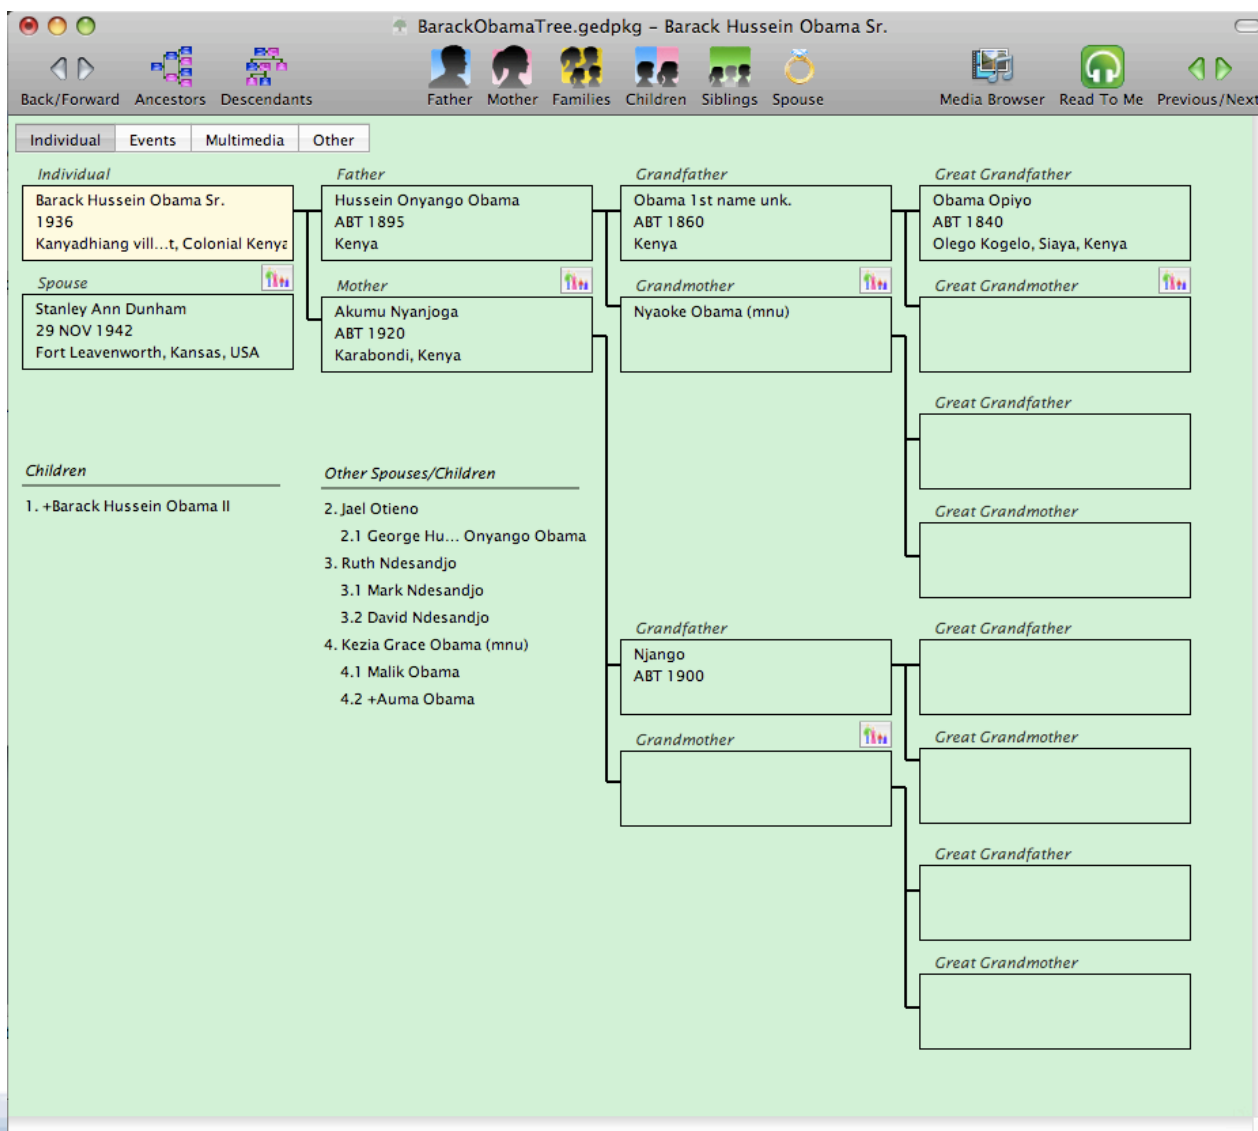 BarackObamaTree.gedpkg – Barack Hussein Obama Sr.
Back/Forward Ancestors Descendants Father Mother Families Children Siblings Spouse Media Browser Read To Me Previous/Next
Individual Events Multimedia Other
Individual
Barack Hussein Obama Sr.
1936
Kanyadhiang vill...t, Colonial Kenya
Spouse
Stanley Ann Dunham
29 NOV 1942
Fort Leavenworth, Kansas, USA
Father
Hussein Onyango Obama
ABT 1895
Kenya
Mother
Akumu Nyanjoga
ABT 1920
Karabondi, Kenya
Grandfather
Obama 1st name unk.
ABT 1860
Kenya
Grandmother
Nyaoke Obama (mnu)
Great Grandfather
Obama Opiyo
ABT 1840
Olego Kogelo, Siaya, Kenya
Great Grandmother
Great Grandfather
Great Grandmother
Children
1. +Barack Hussein Obama II
Other Spouses/Children
2. Jael Otieno
2.1 George Hu... Onyango Obama
3. Ruth Ndesandjo
3.1 Mark Ndesandjo
3.2 David Ndesandjo
4. Kezia Grace Obama (mnu)
4.1 Malik Obama
4.2 +Auma Obama
Grandfather
Njango
ABT 1900
Grandmother
Great Grandfather
Great Grandmother
Great Grandfather
Great Grandmother